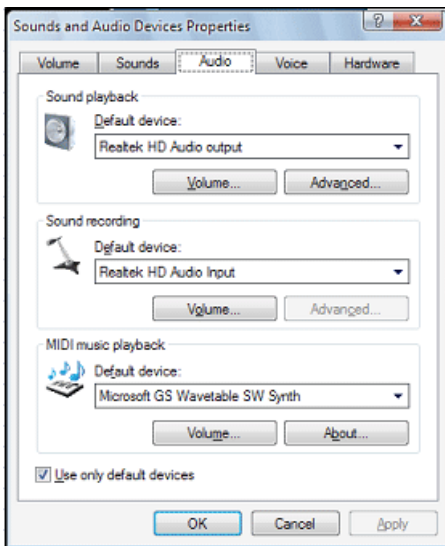 Sounds and Audio Devices Properties
?
Volume Sounds Audio Voice Hardware
Sound playback
Default device:
Realtek HD Audio output
Volume... Advanced...
Sound recording
Default device:
Realtek HD Audio Input
Volume... Advanced...
MIDI music playback
Default device:
Microsoft GS Wavetable SW Synth
Volume... About...
Use only default devices
OK Cancel Apply